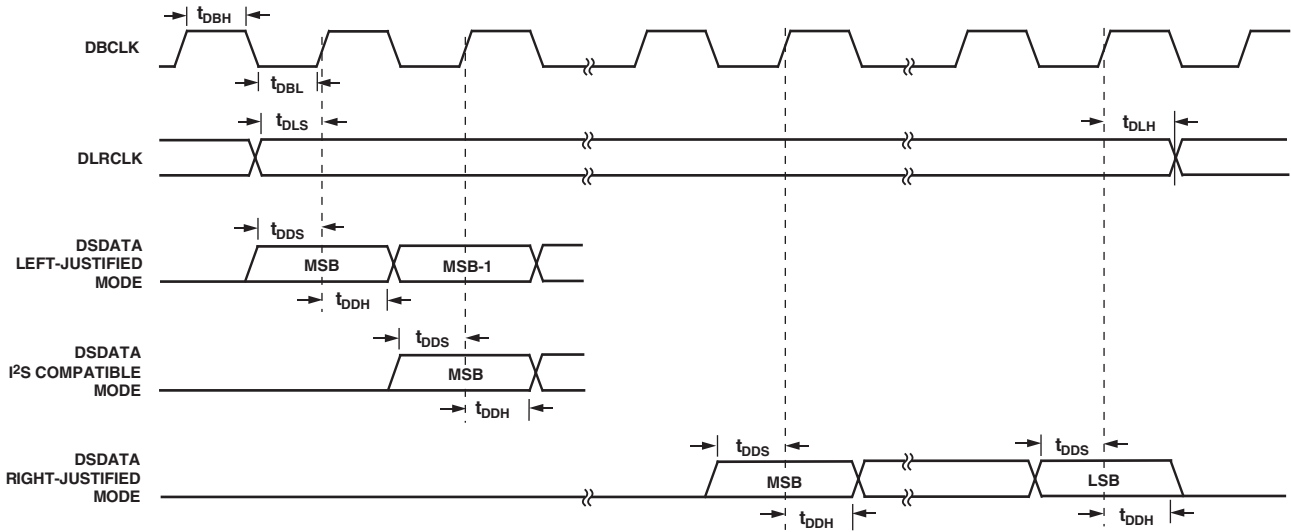 tDBH
DBCLK
tDBL
tDLS
DLRCLK
tDLH
tDDS
DSDATA
LEFT-JUSTIFIED
MODE
MSB
MSB-1
tDDH
DSDATA
I²S COMPATIBLE
MODE
tDDS
MSB
tDDH
DSDATA
RIGHT-JUSTIFIED
MODE
tDDS
MSB
tDDH
tDDS
LSB
tDDH